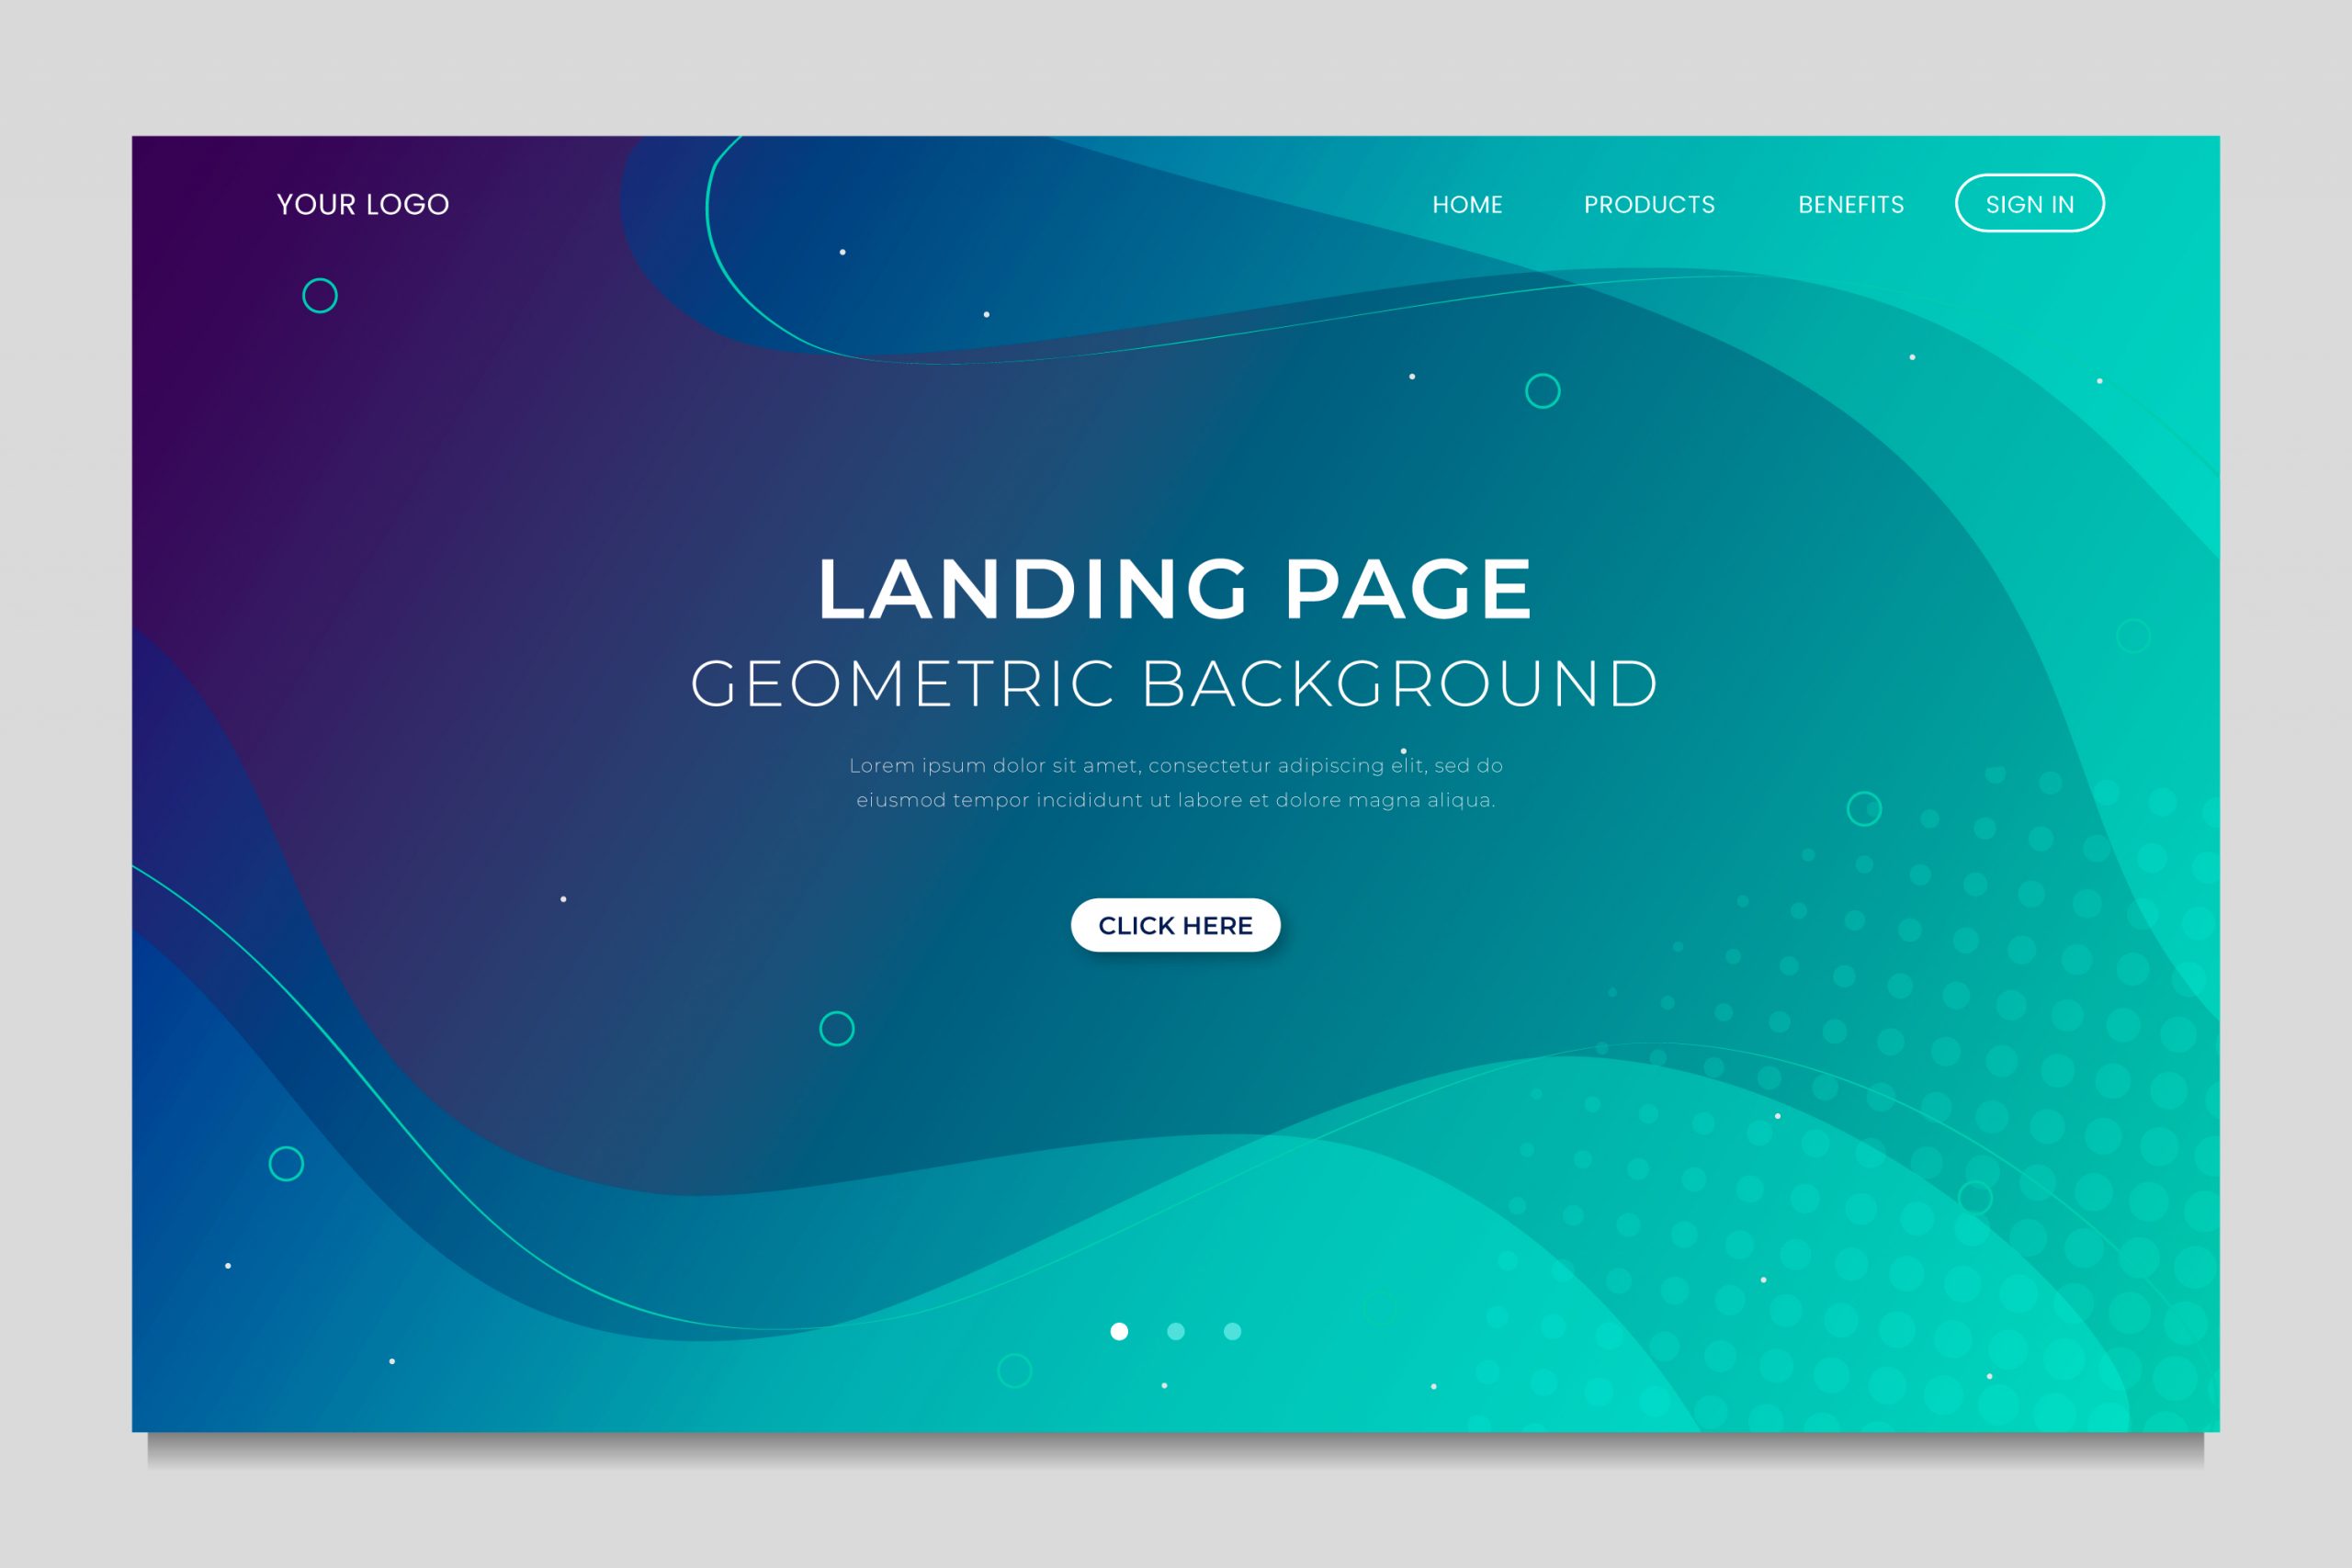 YOUR LOGO
HOME PRODUCTS BENEFITS SIGN IN
LANDING PAGE
GEOMETRIC BACKGROUND
Lorem ipsum dolor sit amet, consectetur adipiscing elit, sed do
eiusmod tempor incididunt ut labore et dolore magna aliqua.
CLICK HERE